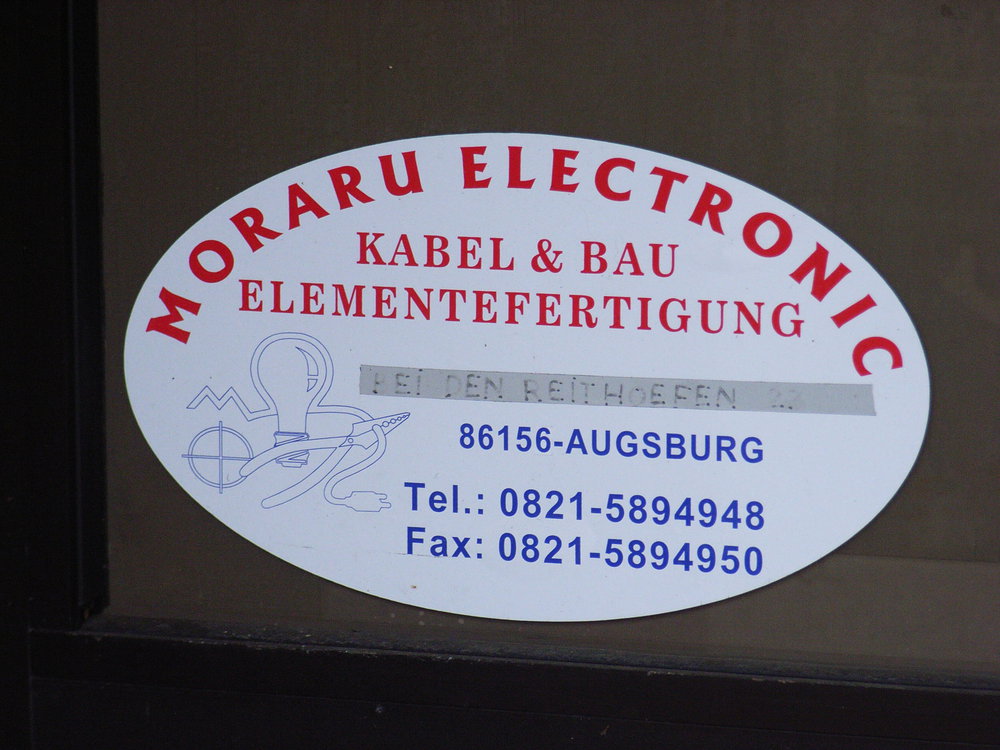 MORARU ELECTRONIC
KABEL & BAU
ELEMENTEFERTIGUNG
BEI DEN REITHOEFEN
86156-AUGSBURG
Tel.: 0821-5894948
Fax: 0821-5894950